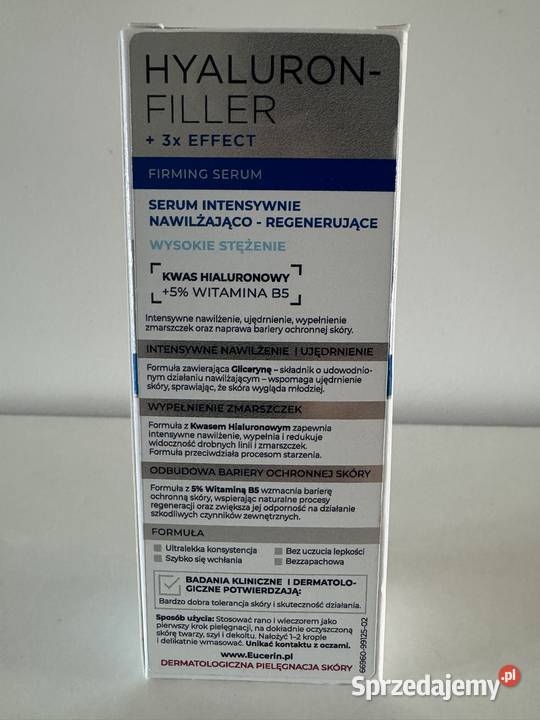 HYALURON-
FILLER
+ 3x EFFECT
FIRMING SERUM
SERUM INTENSYWNIE
NAWILŻAJĄCO - REGENERUJĄCE
WYSOKIE STĘŻENIE
KWAS HIALURONOWY
+5% WITAMINA B5
Intensywne nawilżenie, ujędrnienie, wypełnienie
zmarszczek oraz naprawa bariery ochronnej skóry.
INTENSYWNE NAWILŻENIE I UJĘDRNIENIE
Formuła zawierająca Glicerynę – składnik o udowodnio-
nym działaniu nawilżającym – wspomaga ujędrnienie
skóry, sprawiając, że skóra wygląda młodziej.
WYPEŁNIENIE ZMARSZCZEK
Formuła z Kwasem Hialuronowym zapewnia
intensywne nawilżenie, wypełnia i redukuje
widoczność drobnych linii i zmarszczek.
Formuła przeciwdziała procesom starzenia.
ODBUDOWA BARIERY OCHRONNEJ SKÓRY
Formuła z 5% Witaminą B5 wzmacnia barierę
ochronną skóry, wspierając naturalne procesy
regeneracji oraz zwiększa jej odporność na działanie
szkodliwych czynników zewnętrznych.
FORMUŁA
Ultralekka konsystencja
Bez uczucia lepkości
Szybko się wchłania
Bezzapachowa
BADANIA KLINICZNE I DERMATOLO-
GICZNE POTWIERDZAJĄ:
Bardzo dobra tolerancja skóry i skuteczność działania.
Sposób użycia: Stosować rano i wieczorem jako
pierwszy krok pielęgnacji, na dokładnie oczyszczoną
skórę twarzy, szyi i dekoltu. Nałożyć 1–2 krople
i delikatnie wmasować. Unikać kontaktu z oczami.
www.Eucerin.pl
DERMATOLOGICZNA PIELĘGNACJA SKÓRY
66960-99125-02
Sprzedajemy.pl